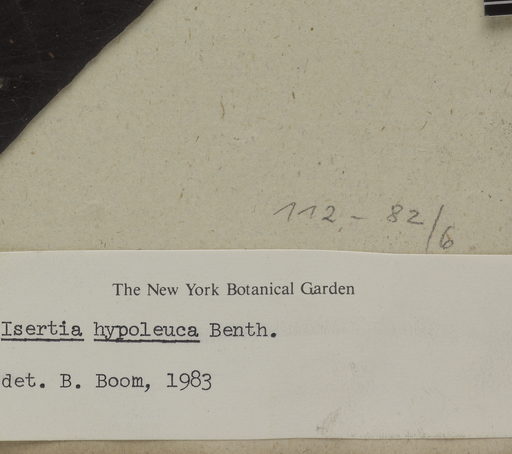 112 - 82/6
The New York Botanical Garden
Isertia hypoleuca Benth.
det. B. Boom, 1983